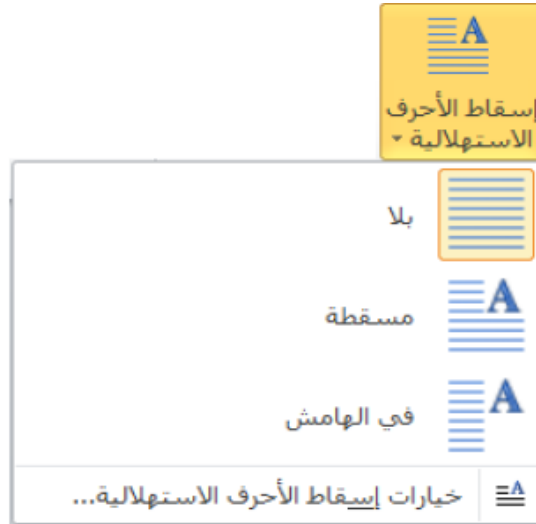 إسقاط الأحرف
الاستهلالية
بلا
مسقطة
في الهامش
خيارات إسقاط الأحرف الاستهلالية...